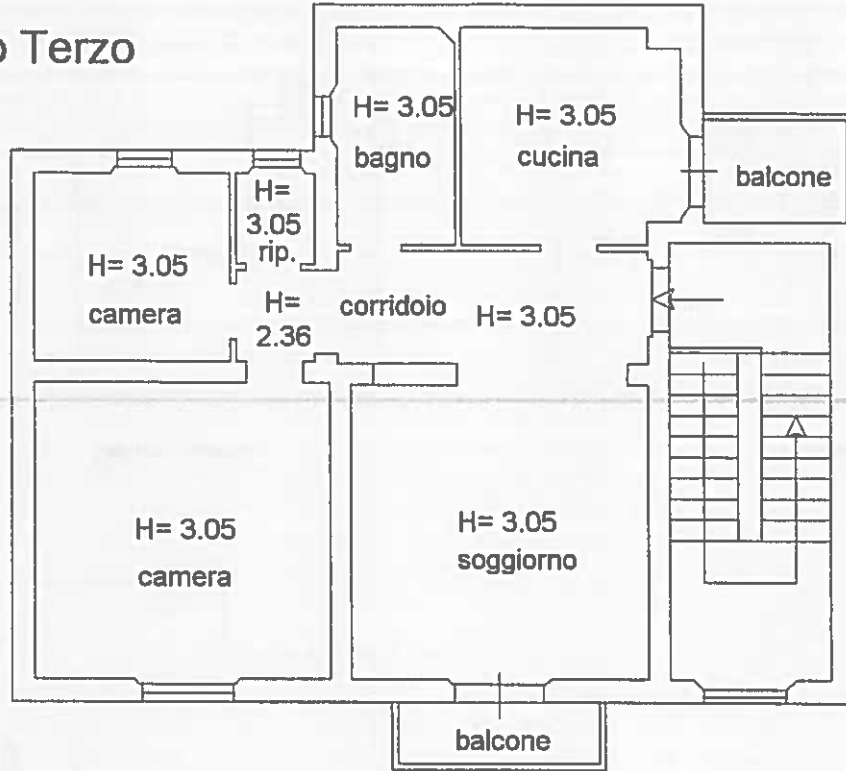 Terzo
H= 3.05
bagno
H= 3.05
cucina
balcone
H=
3.05
rip.
H= 3.05
camera
H=
2.36
corridoio
H= 3.05
H= 3.05
camera
H= 3.05
soggiorno
balcone